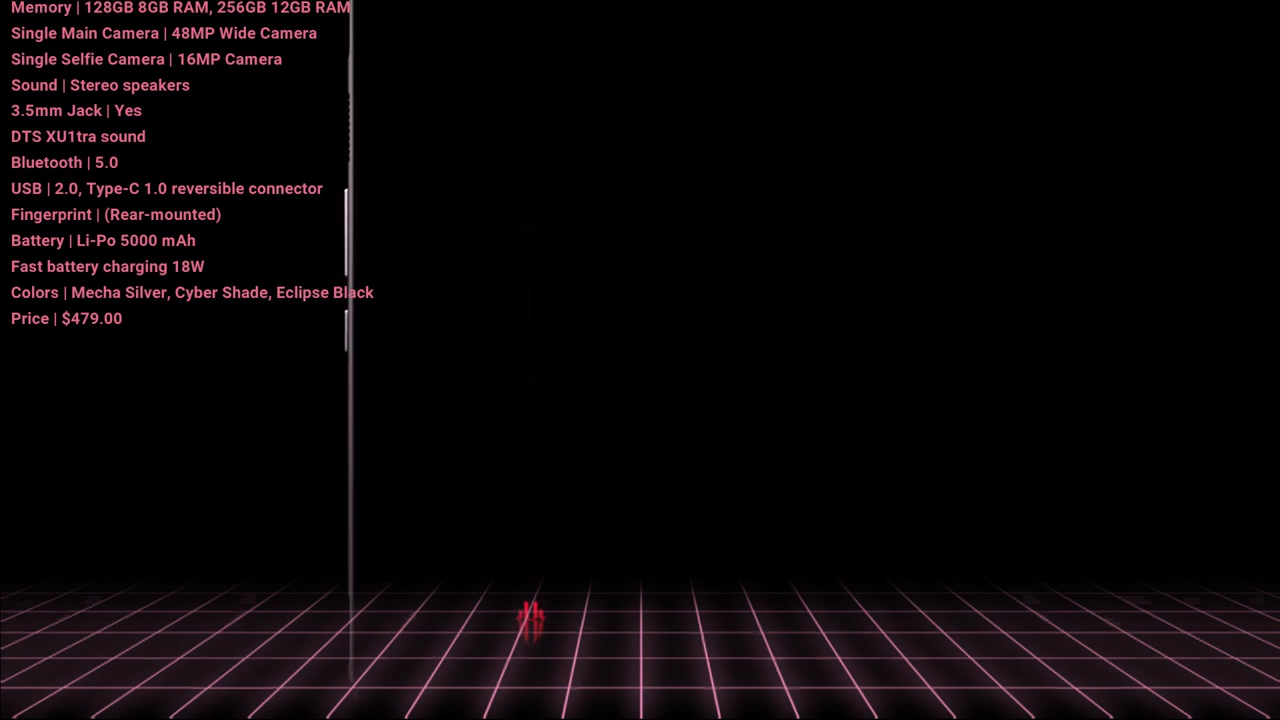 Memory | 128GB 8GB RAM, 256GB 12GB RAM
Single Main Camera | 48MP Wide Camera
Single Selfie Camera | 16MP Camera
Sound | Stereo speakers
3.5mm Jack | Yes
DTS XU1tra sound
Bluetooth | 5.0
USB | 2.0, Type-C 1.0 reversible connector
Fingerprint | (Rear-mounted)
Battery | Li-Po 5000 mAh
Fast battery charging 18W
Colors | Mecha Silver, Cyber Shade, Eclipse Black
Price | $479.00